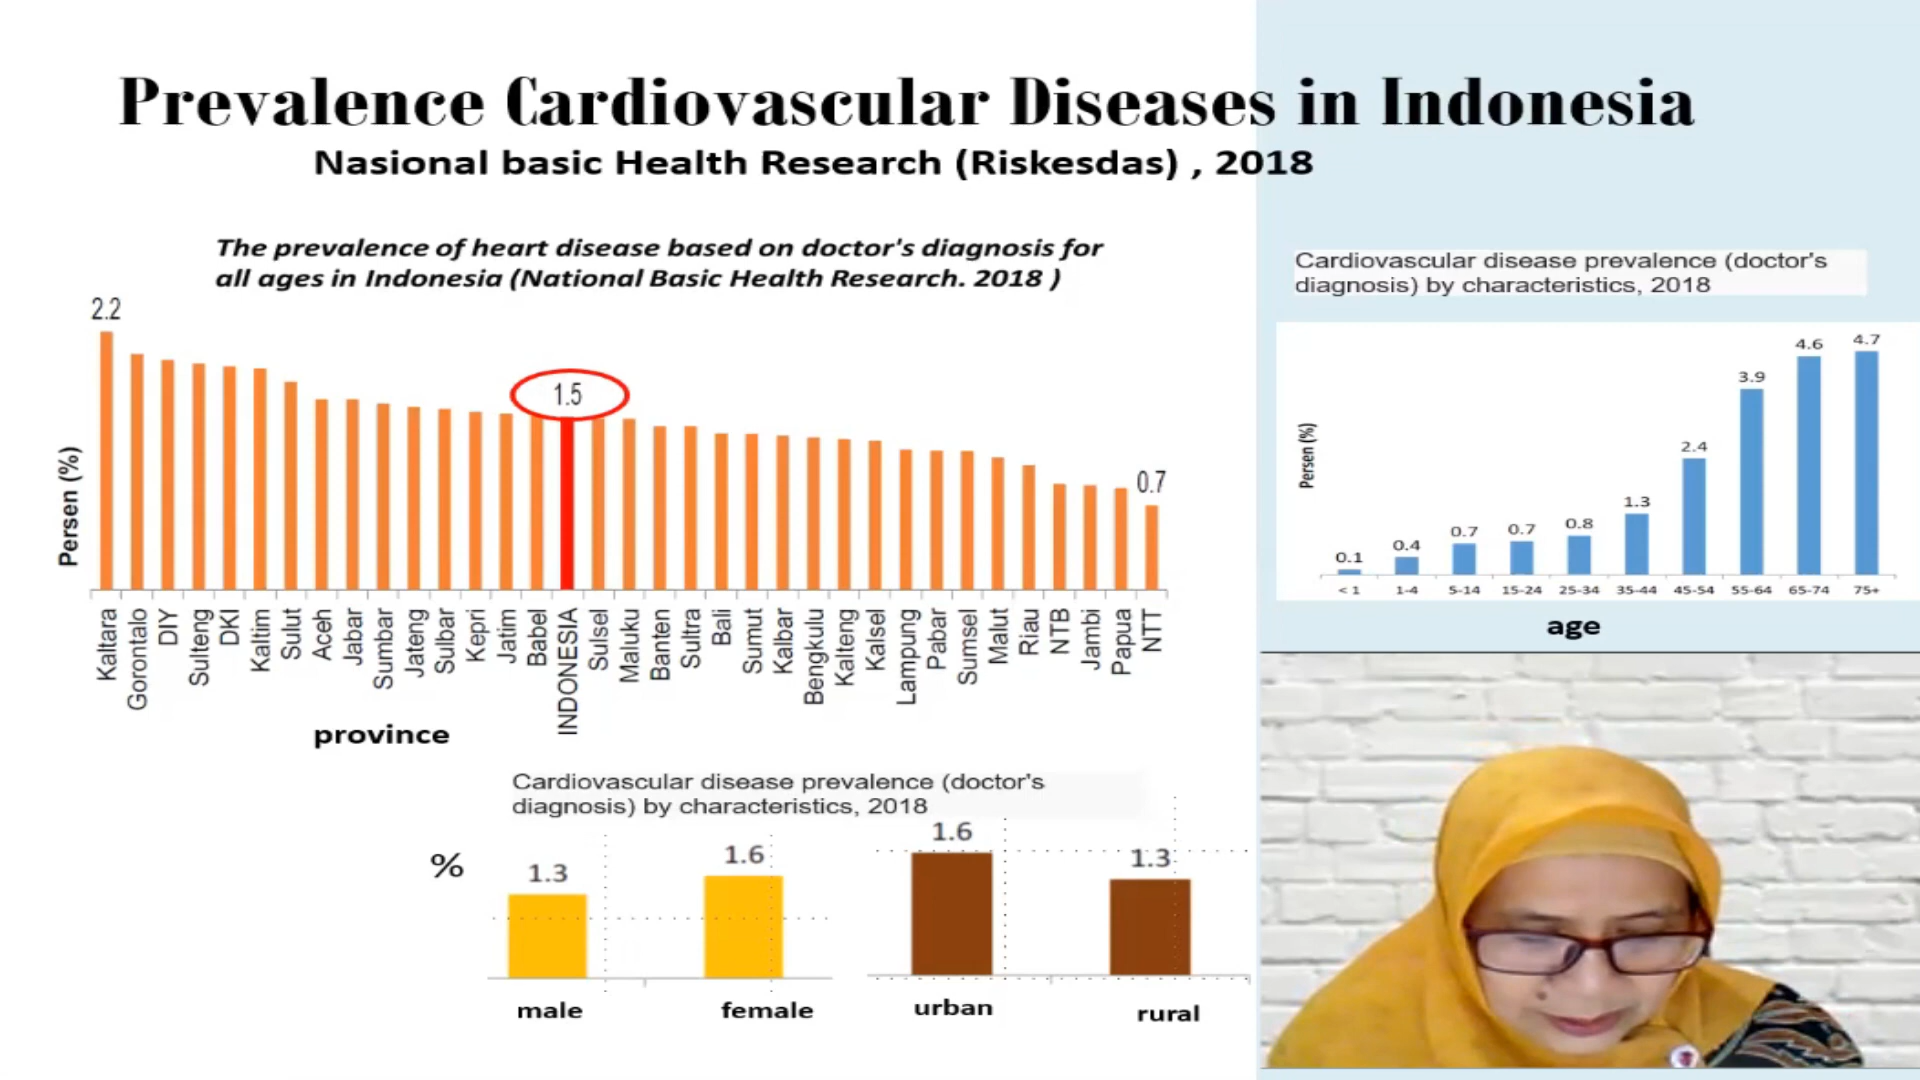 Prevalence Cardiovascular Diseases in Indonesia
Nasional basic Health Research (Riskesdas) , 2018
The prevalence of heart disease based on doctor's diagnosis for
all ages in Indonesia (National Basic Health Research. 2018 )
2.2
1.5
0.7
Persen (%)
Kaltara
Gorontalo
DIY
Sulteng
DKI
Kaltim
Sulut
Aceh
Jabar
Sumbar
Jateng
Sulbar
Kepri
Jatim
Babel
INDONESIA
Sulsel
Maluku
Banten
Sultra
Bali
Sumut
Kalbar
Bengkulu
Kalteng
Kalsel
Lampung
Pabar
Sumsel
Malut
Riau
NTB
Jambi
Papua
NTT
province
Cardiovascular disease prevalence (doctor's
diagnosis) by characteristics, 2018
Persen (%)
0.1
0.4
0.7
0.7
0.8
1.3
2.4
3.9
4.6
4.7
< 1
1-4
5-14
15-24
25-34
35-44
45-54
55-64
65-74
75+
age
Cardiovascular disease prevalence (doctor's
diagnosis) by characteristics, 2018
%
1.3
1.6
1.6
1.3
male
female
urban
rural